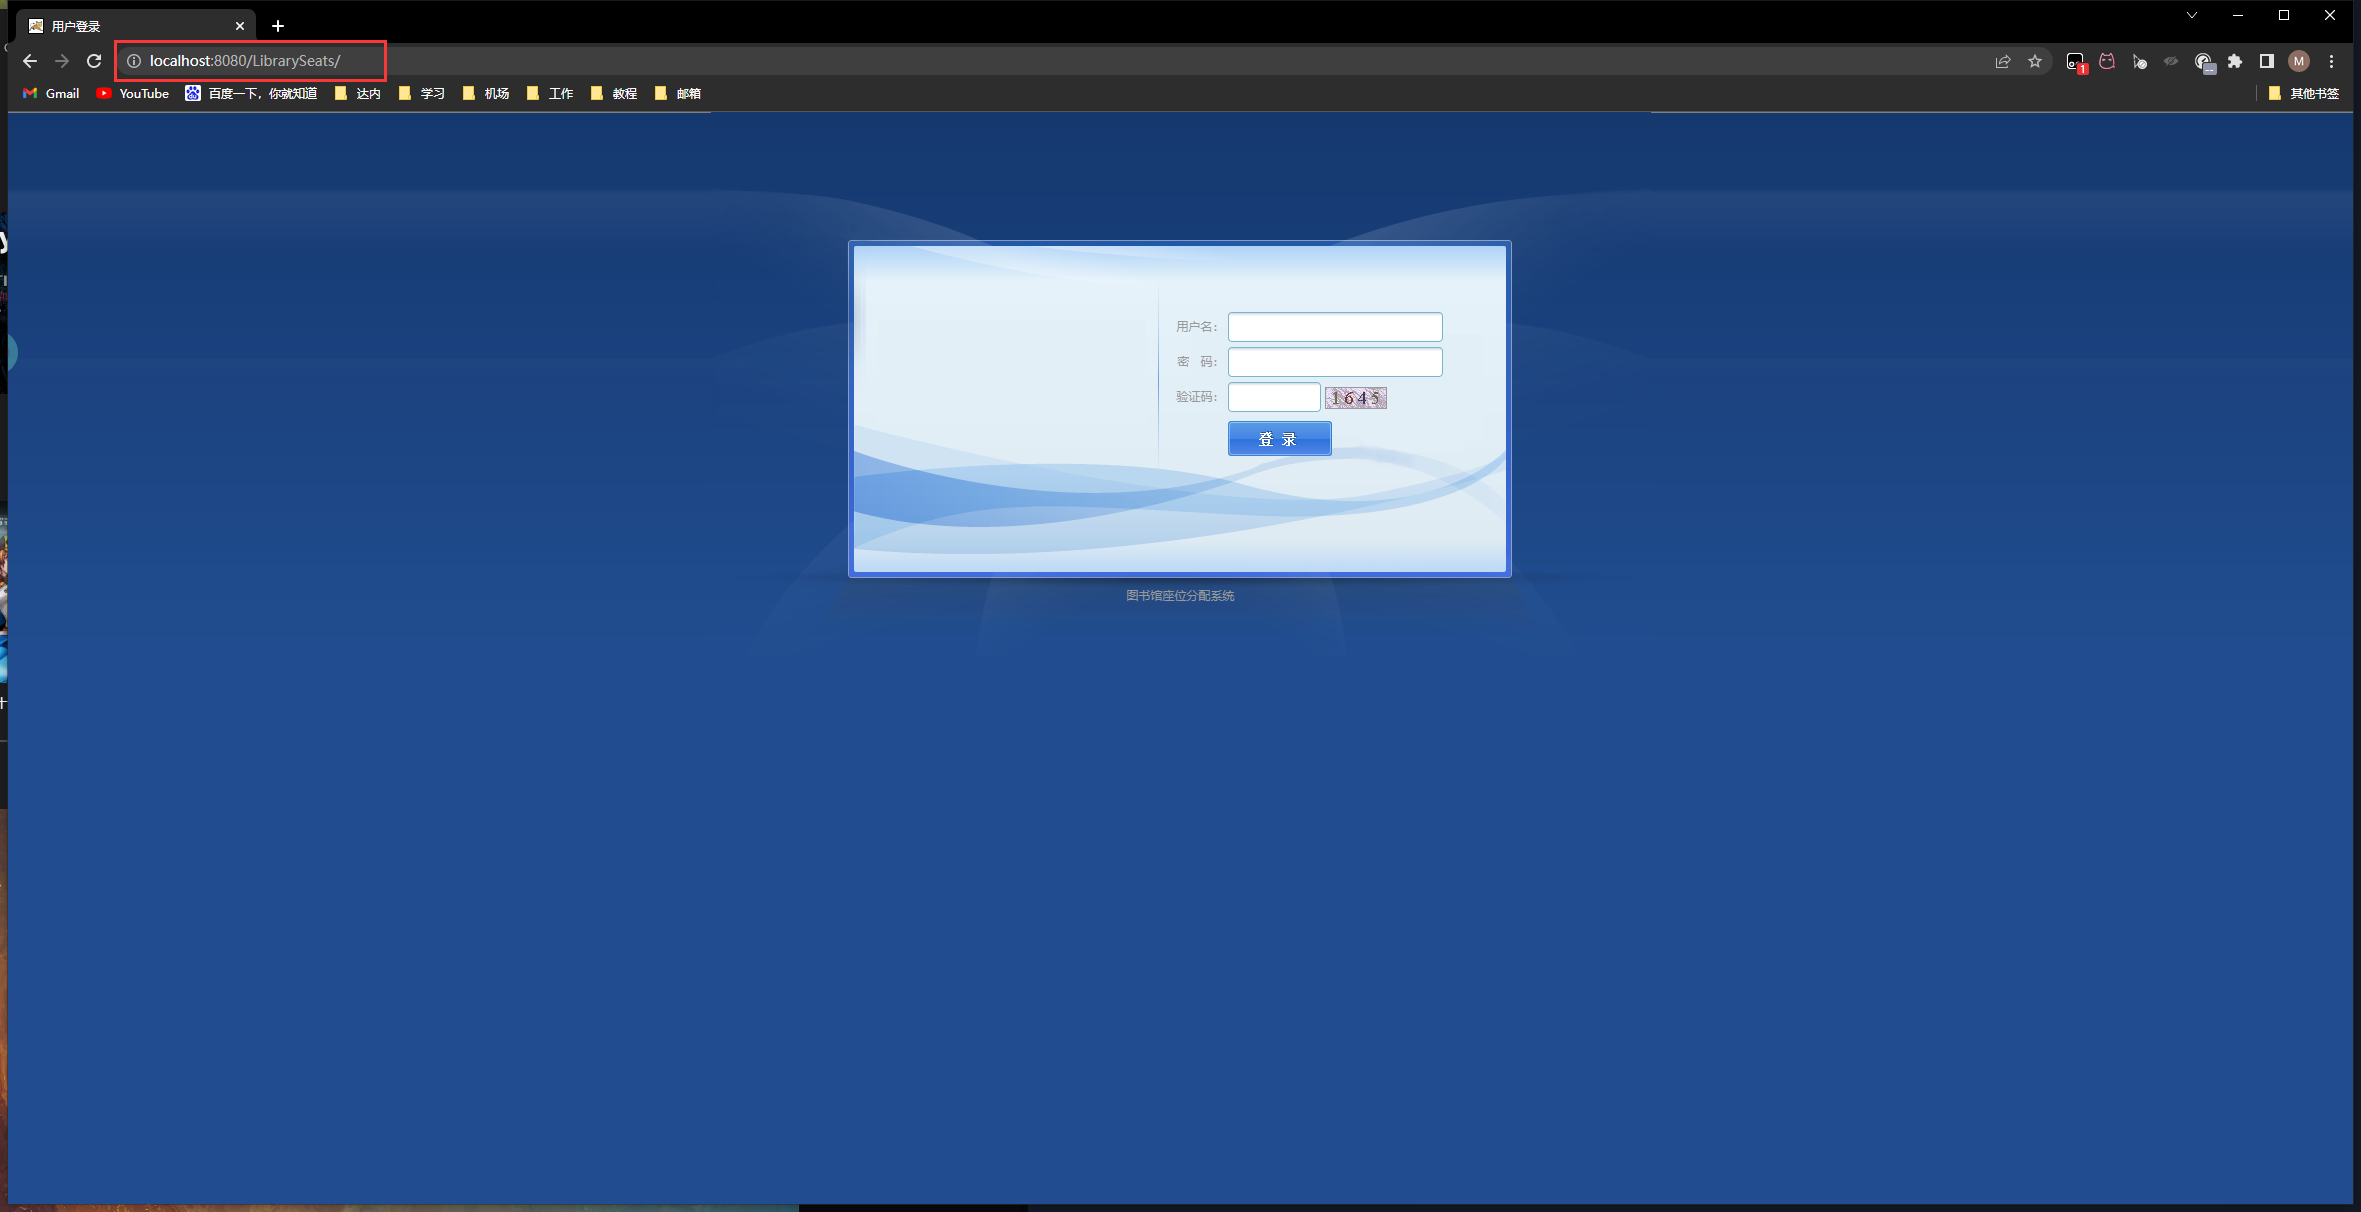 用户登录
localhost:8080/LibrarySeats/
1
M
Gmail
YouTube
百度一下，你就知道
达内
学习
机场
工作
教程
邮箱
其他书签
用户名：
密 码：
验证码：
1645
登 录
图书馆座位分配系统